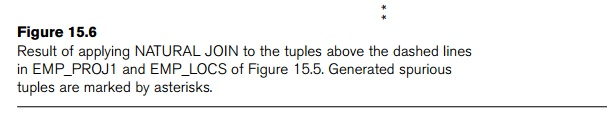 *
*
Figure 15.6
Result of applying NATURAL JOIN to the tuples above the dashed lines
in EMP_PROJ1 and EMP_LOCS of Figure 15.5. Generated spurious
tuples are marked by asterisks.